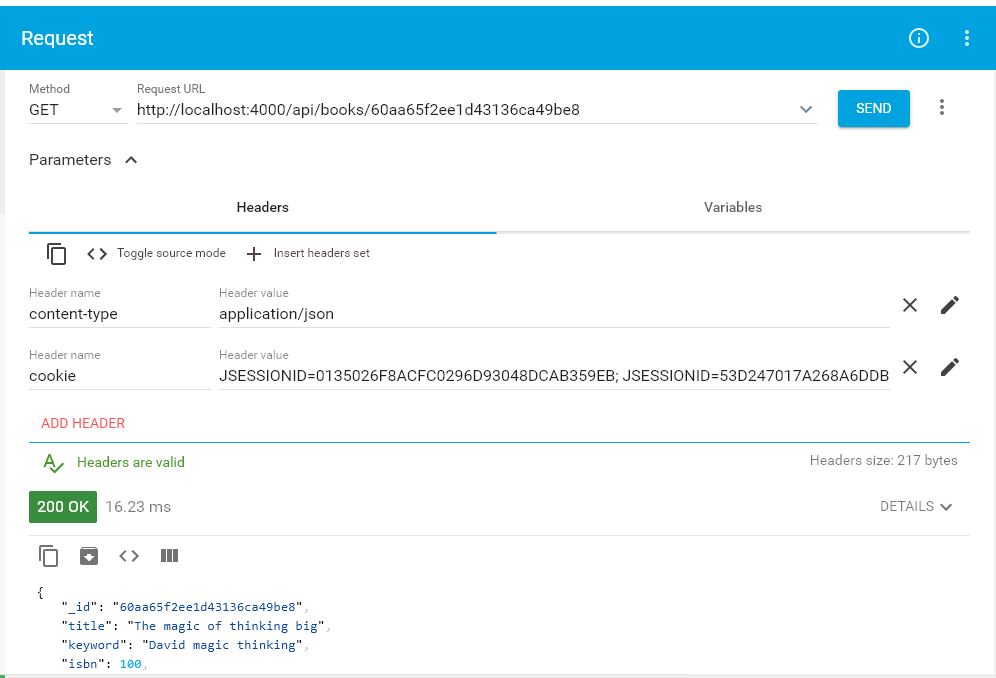 Request
Method
Request URL
GET
http://localhost:4000/api/books/60aa65f2ee1d43136ca49be8
SEND
Parameters
Headers
Variables
Toggle source mode
Insert headers set
Header name
Header value
content-type
application/json
Header name
Header value
cookie
JSESSIONID=0135026F8ACFC0296D93048DCAB359EB; JSESSIONID=53D247017A268A6DDB
ADD HEADER
Headers are valid
Headers size: 217 bytes
200 OK
16.23 ms
DETAILS
{
"_id": "60aa65f2ee1d43136ca49be8",
"title": "The magic of thinking big",
"keyword": "David magic thinking",
"isbn": 100,